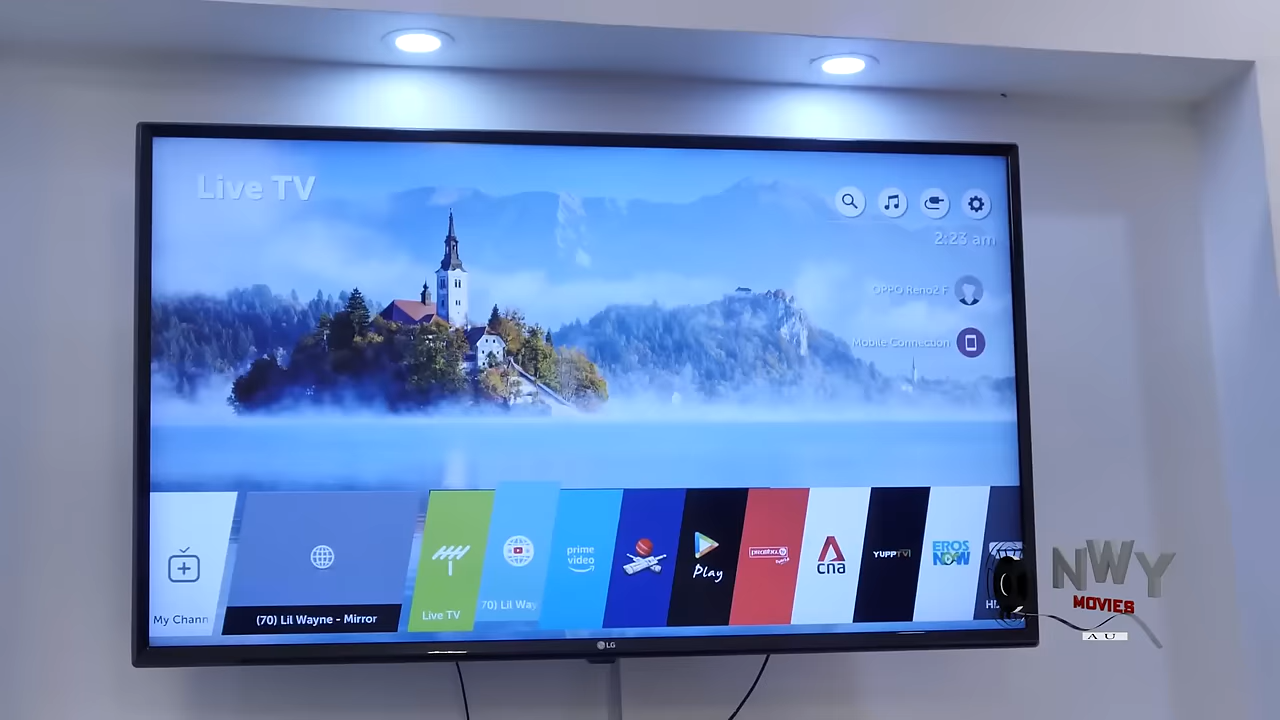 Live TV
2:23 am
OPPO Reno2 F
Mobile Connection
My Chann
(70) Lil Wayne - Mirror
Live TV
70) Lil Way
prime video
Play
cna
YUPPTV
EROS
NOW
LG
NWY
MOVIES
AU